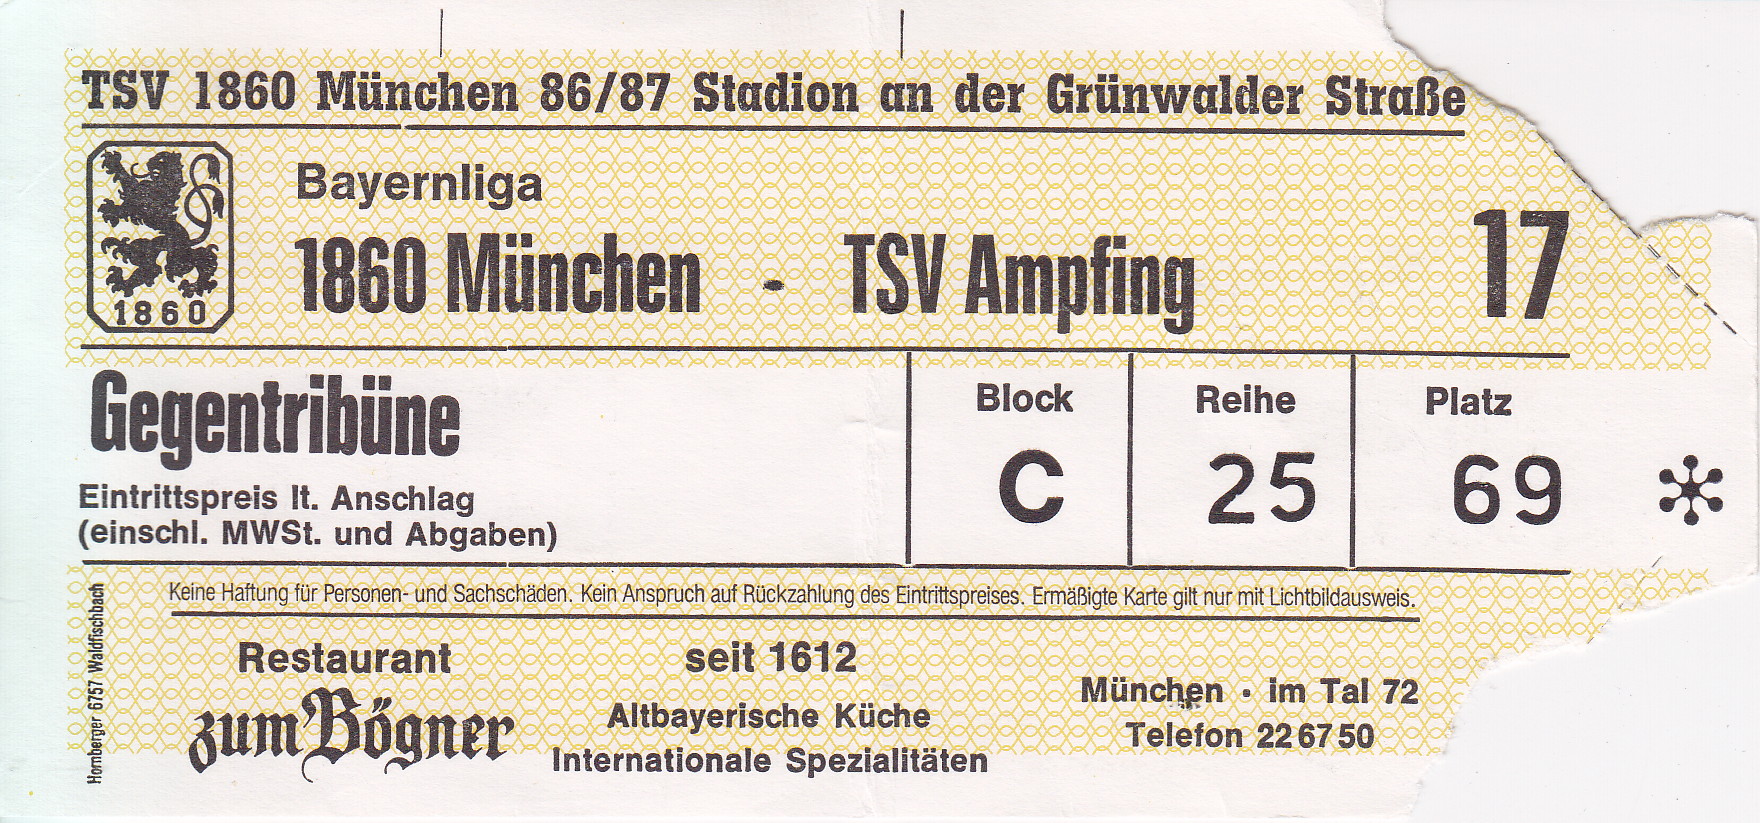 TSV 1860 München 86/87 Stadion an der Grünwalder Straße
1860
Bayernliga
1860 München - TSV Ampfing
17
Gegentribüne
Eintrittspreis lt. Anschlag
(einschl. MWSt. und Abgaben)
Block
C
Reihe
25
Platz
69
Keine Haftung für Personen- und Sachschäden. Kein Anspruch auf Rückzahlung des Eintrittspreises. Ermäßigte Karte gilt nur mit Lichtbildausweis.
Homberger 6757 Waldfischbach
Restaurant
zum Bögner
seit 1612
Altbayerische Küche
Internationale Spezialitäten
München · im Tal 72
Telefon 226750